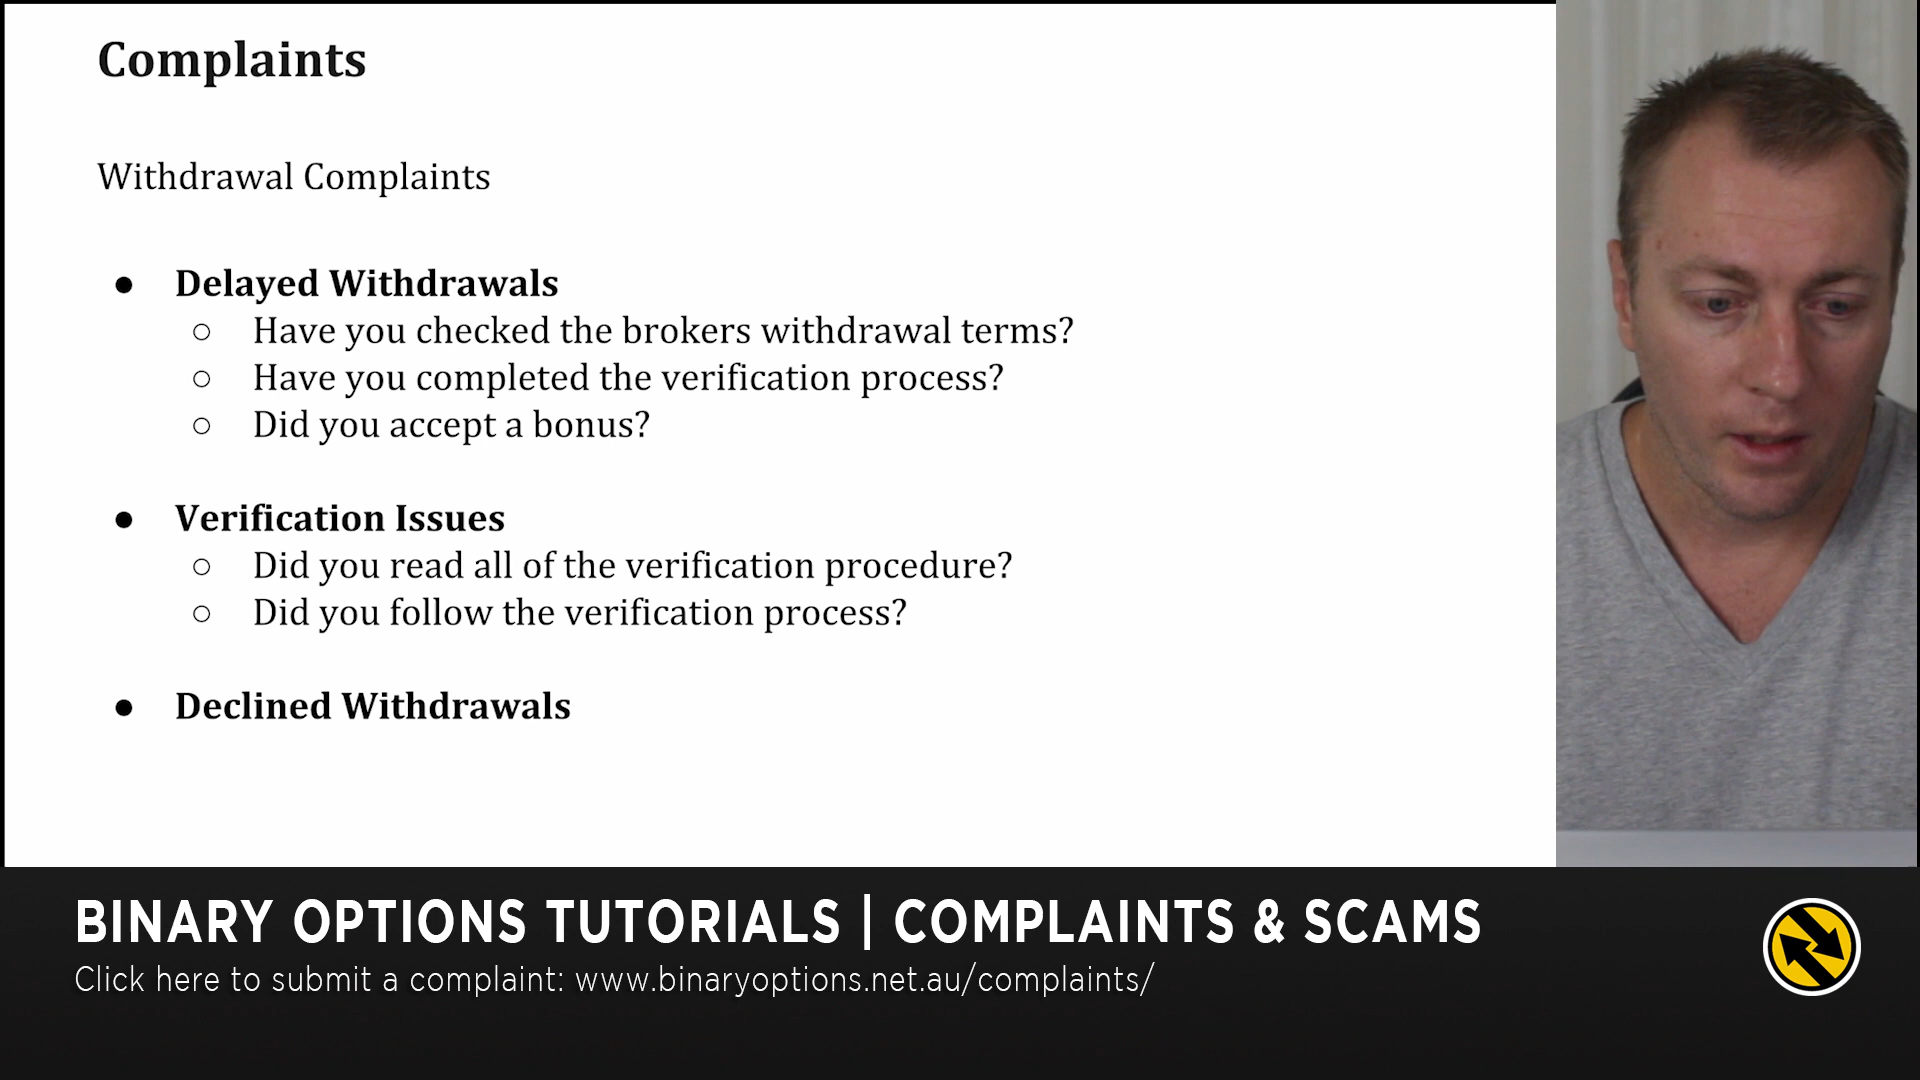 Complaints
Withdrawal Complaints
● Delayed Withdrawals
○ Have you checked the brokers withdrawal terms?
○ Have you completed the verification process?
○ Did you accept a bonus?
● Verification Issues
○ Did you read all of the verification procedure?
○ Did you follow the verification process?
● Declined Withdrawals
BINARY OPTIONS TUTORIALS | COMPLAINTS & SCAMS
Click here to submit a complaint: www.binaryoptions.net.au/complaints/